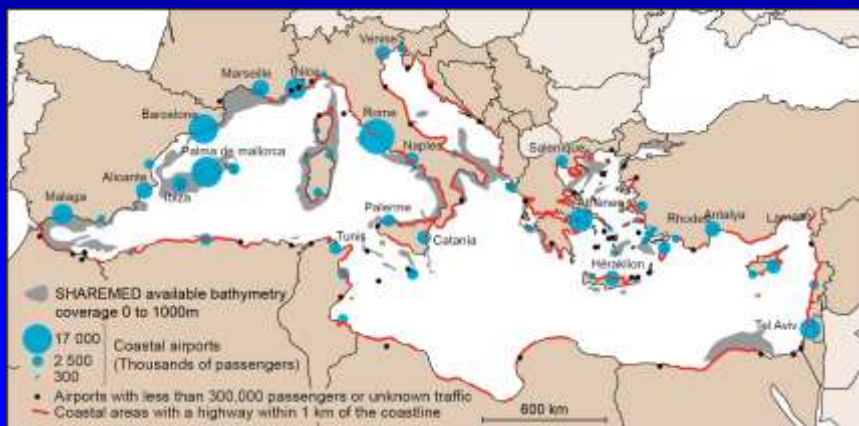 Venise
Marseille
Nice
Barcelona
Rome
Palma de mallorca
Naples
Salonique
Alicante
Ibiza
Athènes
Malaga
Palerme
Rhodes
Antalya
Tunis
Catania
Hérakilon
SHAREMED available bathymetry
coverage 0 to 1000m
Tel Aviv
17 000
2 500
300
Coastal airports
(Thousands of passengers)
Airports with less than 300,000 passengers or unknown traffic
Coastal areas with a highway within 1 km of the coastline
600 km